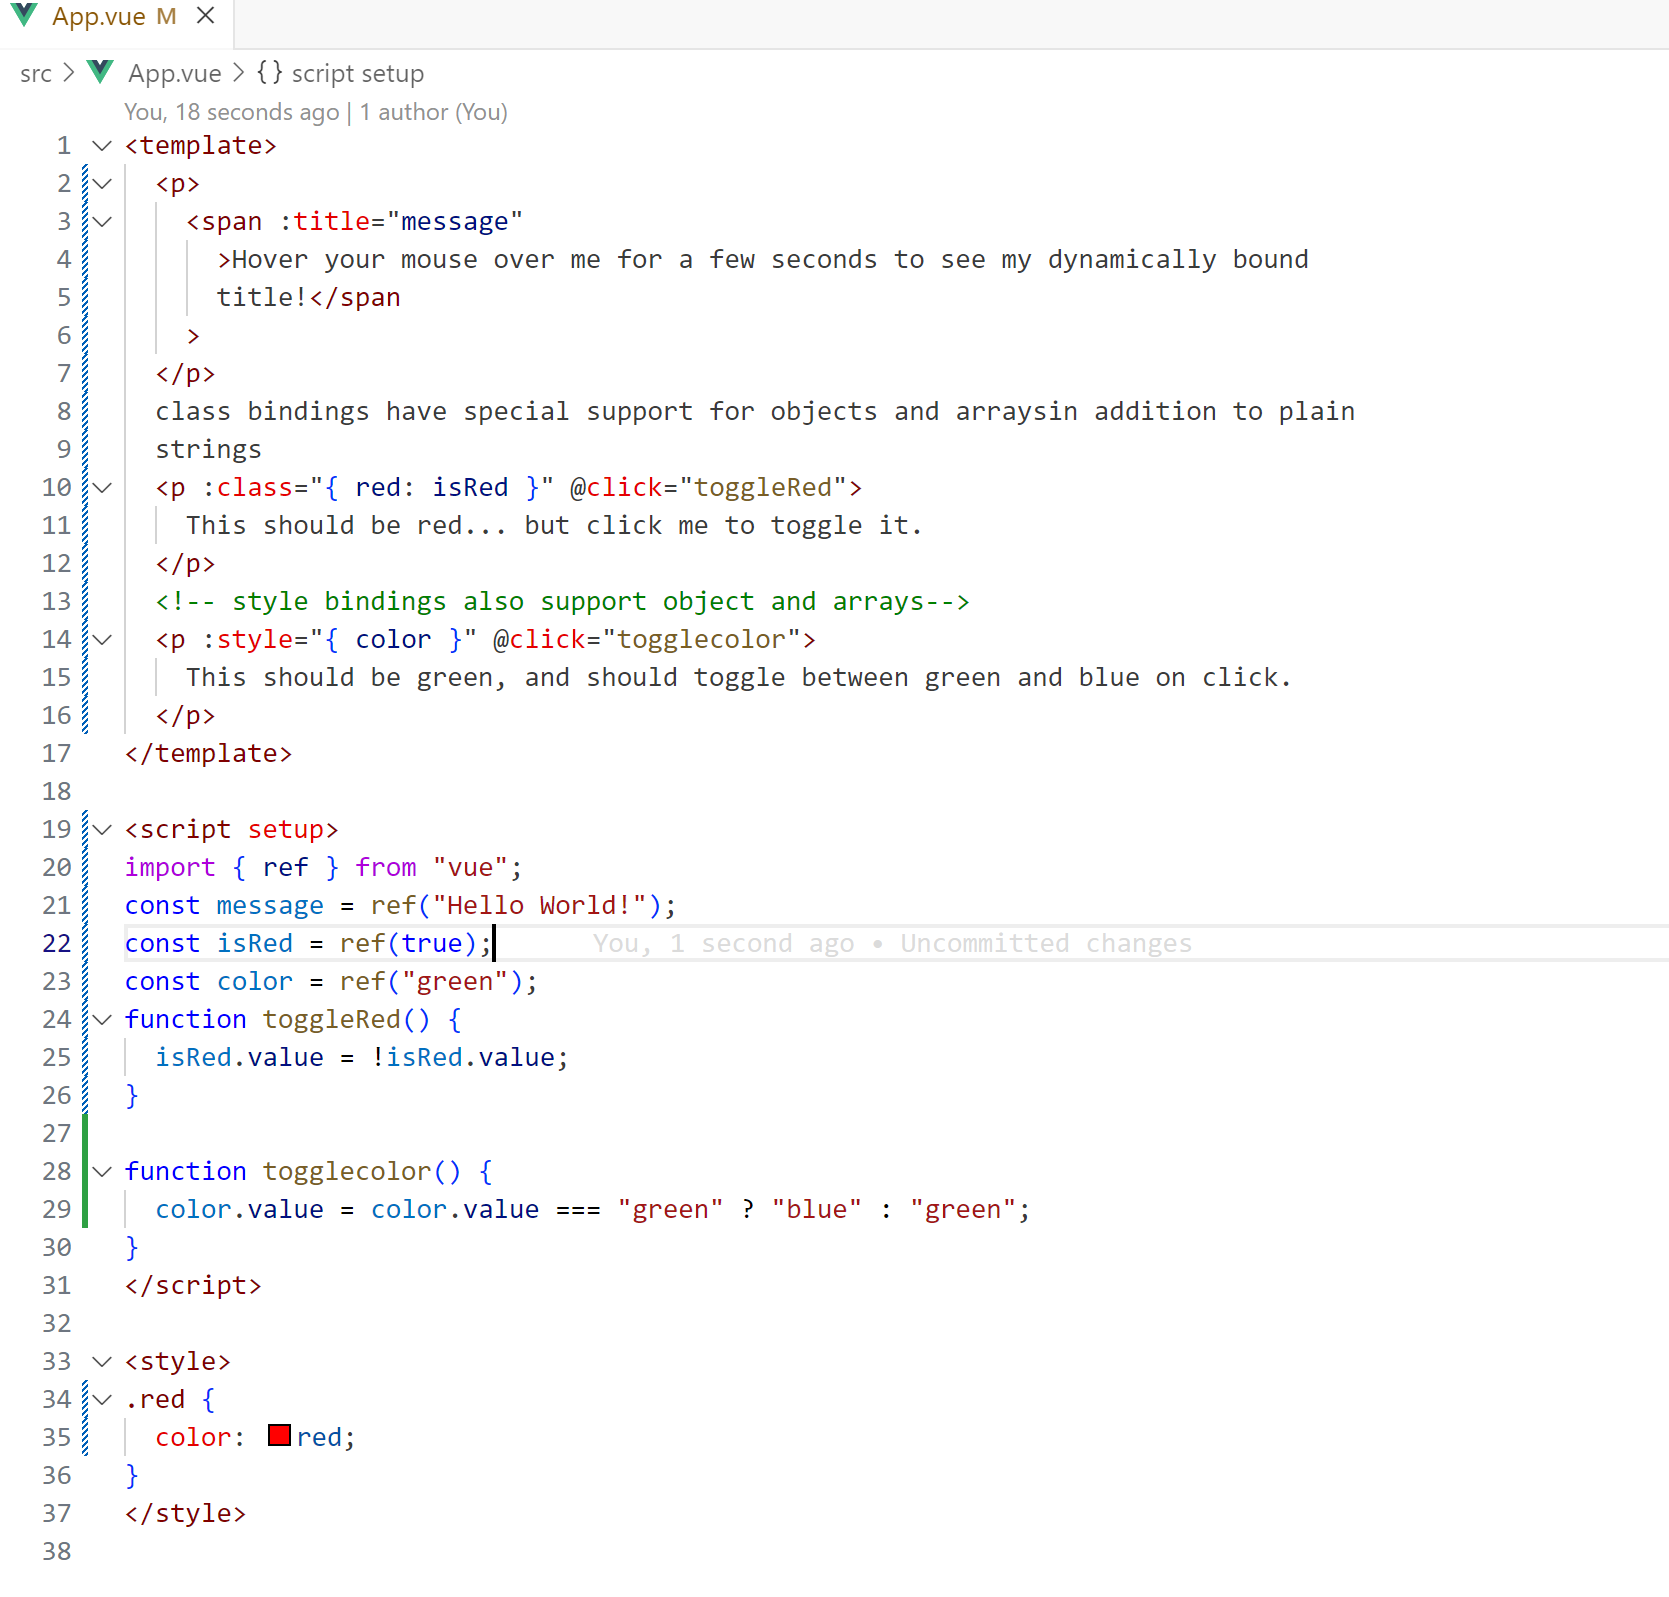 App.vue M
src > App.vue > {} script setup
You, 18 seconds ago | 1 author (You)
1 <template>
2 <p>
3 <span :title="message"
4 >Hover your mouse over me for a few seconds to see my dynamically bound
5 title!</span
6 >
7 </p>
8 class bindings have special support for objects and arraysin addition to plain
9 strings
10 <p :class="{ red: isRed }" @click="toggleRed">
11 This should be red... but click me to toggle it.
12 </p>
13 <!-- style bindings also support object and arrays-->
14 <p :style="{ color }" @click="togglecolor">
15 This should be green, and should toggle between green and blue on click.
16 </p>
17 </template>
18
19 <script setup>
20 import { ref } from "vue";
21 const message = ref("Hello World!");
22 const isRed = ref(true); You, 1 second ago • Uncommitted changes
23 const color = ref("green");
24 function toggleRed() {
25 isRed.value = !isRed.value;
26 }
27
28 function togglecolor() {
29 color.value = color.value === "green" ? "blue" : "green";
30 }
31 </script>
32
33 <style>
34 .red {
35 color: red;
36 }
37 </style>
38